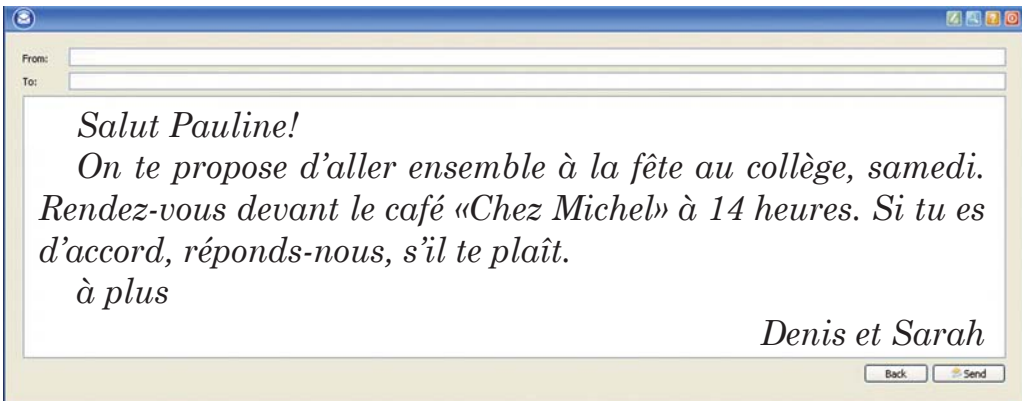 From:
To:
Salut Pauline!
On te propose d'aller ensemble à la fête au collège, samedi.
Rendez-vous devant le café «Chez Michel» à 14 heures. Si tu es
d'accord, réponds-nous, s'il te plaît.
à plus
Denis et Sarah
Back Send